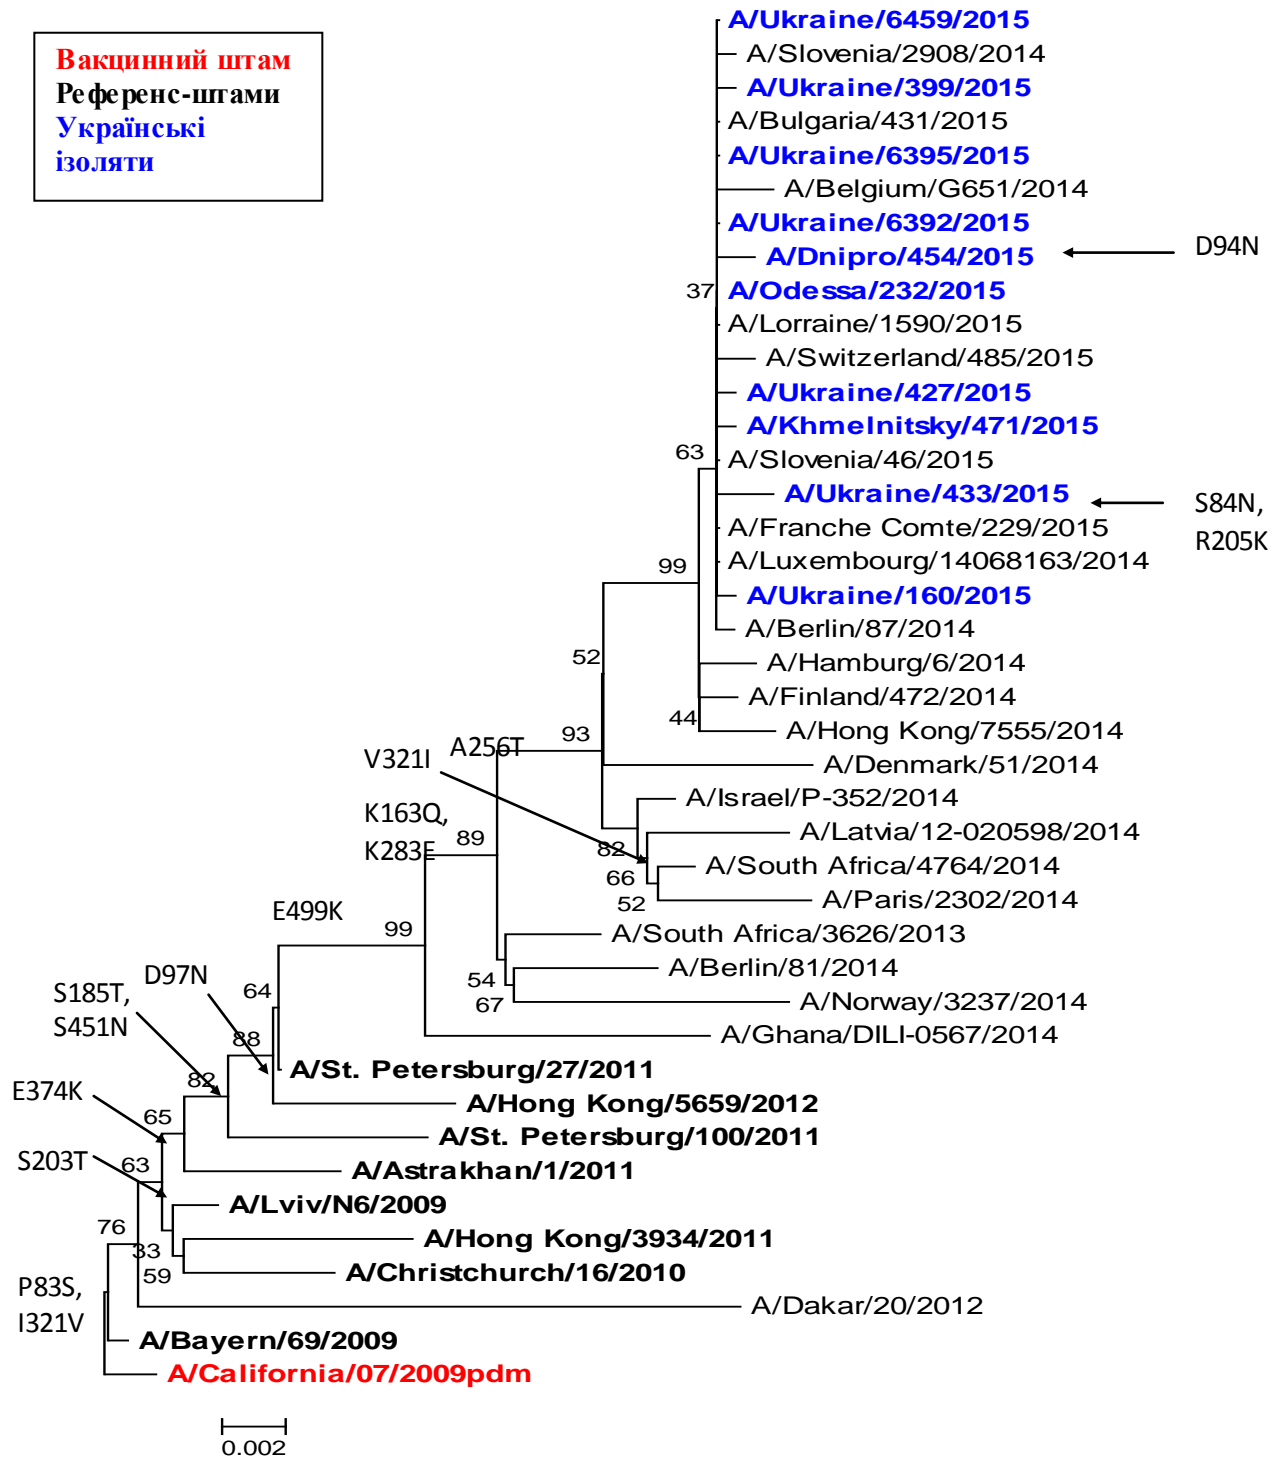 Вакцинний штам
Референс-штами
Українські
ізоляти
A/Ukraine/6459/2015
A/Slovenia/2908/2014
A/Ukraine/399/2015
A/Bulgaria/431/2015
A/Ukraine/6395/2015
A/Belgium/G651/2014
A/Ukraine/6392/2015
A/Dnipro/454/2015
D94N
37
A/Odessa/232/2015
A/Lorraine/1590/2015
A/Switzerland/485/2015
A/Ukraine/427/2015
A/Khmelnitsky/471/2015
63
A/Slovenia/46/2015
A/Ukraine/433/2015
S84N,
R205K
A/Franche Comte/229/2015
99
A/Luxembourg/14068163/2014
A/Ukraine/160/2015
A/Berlin/87/2014
52
A/Hamburg/6/2014
A/Finland/472/2014
44
A/Hong Kong/7555/2014
93
A256T
V321I
A/Denmark/51/2014
A/Israel/P-352/2014
K163Q,
K283E
89
A/Latvia/12-020598/2014
82
A/South Africa/4764/2014
66
A/Paris/2302/2014
52
E499K
99
A/South Africa/3626/2013
A/Berlin/81/2014
54
D97N
64
67
A/Norway/3237/2014
S185T,
S451N
88
A/Ghana/DILI-0567/2014
A/St. Petersburg/27/2011
82
E374K
A/Hong Kong/5659/2012
65
A/St. Petersburg/100/2011
S203T
63
A/Astrakhan/1/2011
A/Lviv/N6/2009
76
33
A/Hong Kong/3934/2011
59
A/Christchurch/16/2010
P83S,
I321V
A/Dakar/20/2012
A/Bayern/69/2009
A/California/07/2009pdm
0.002